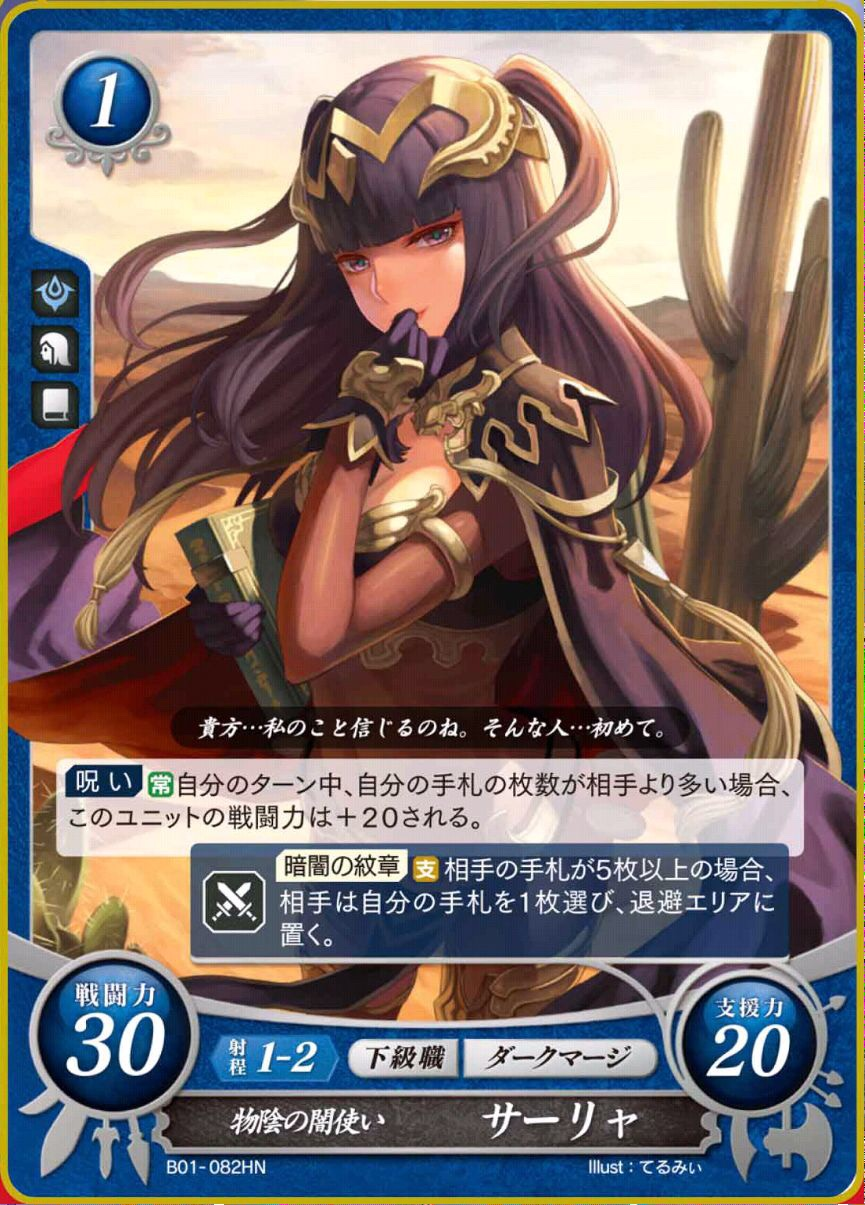 1
貴方…私のこと信じるのね。そんな人…初めて。
呪い 常 自分のターン中、自分の手札の枚数が相手より多い場合、
このユニットの戦闘力は＋20される。
暗闇の紋章 支 相手の手札が5枚以上の場合、
相手は自分の手札を1枚選び、退避エリアに
置く。
戦闘力
30
射程 1-2 下級職 ダークマージ
支援力
20
物陰の闇使い サーリャ
B01-082HN Illust：てるみぃ